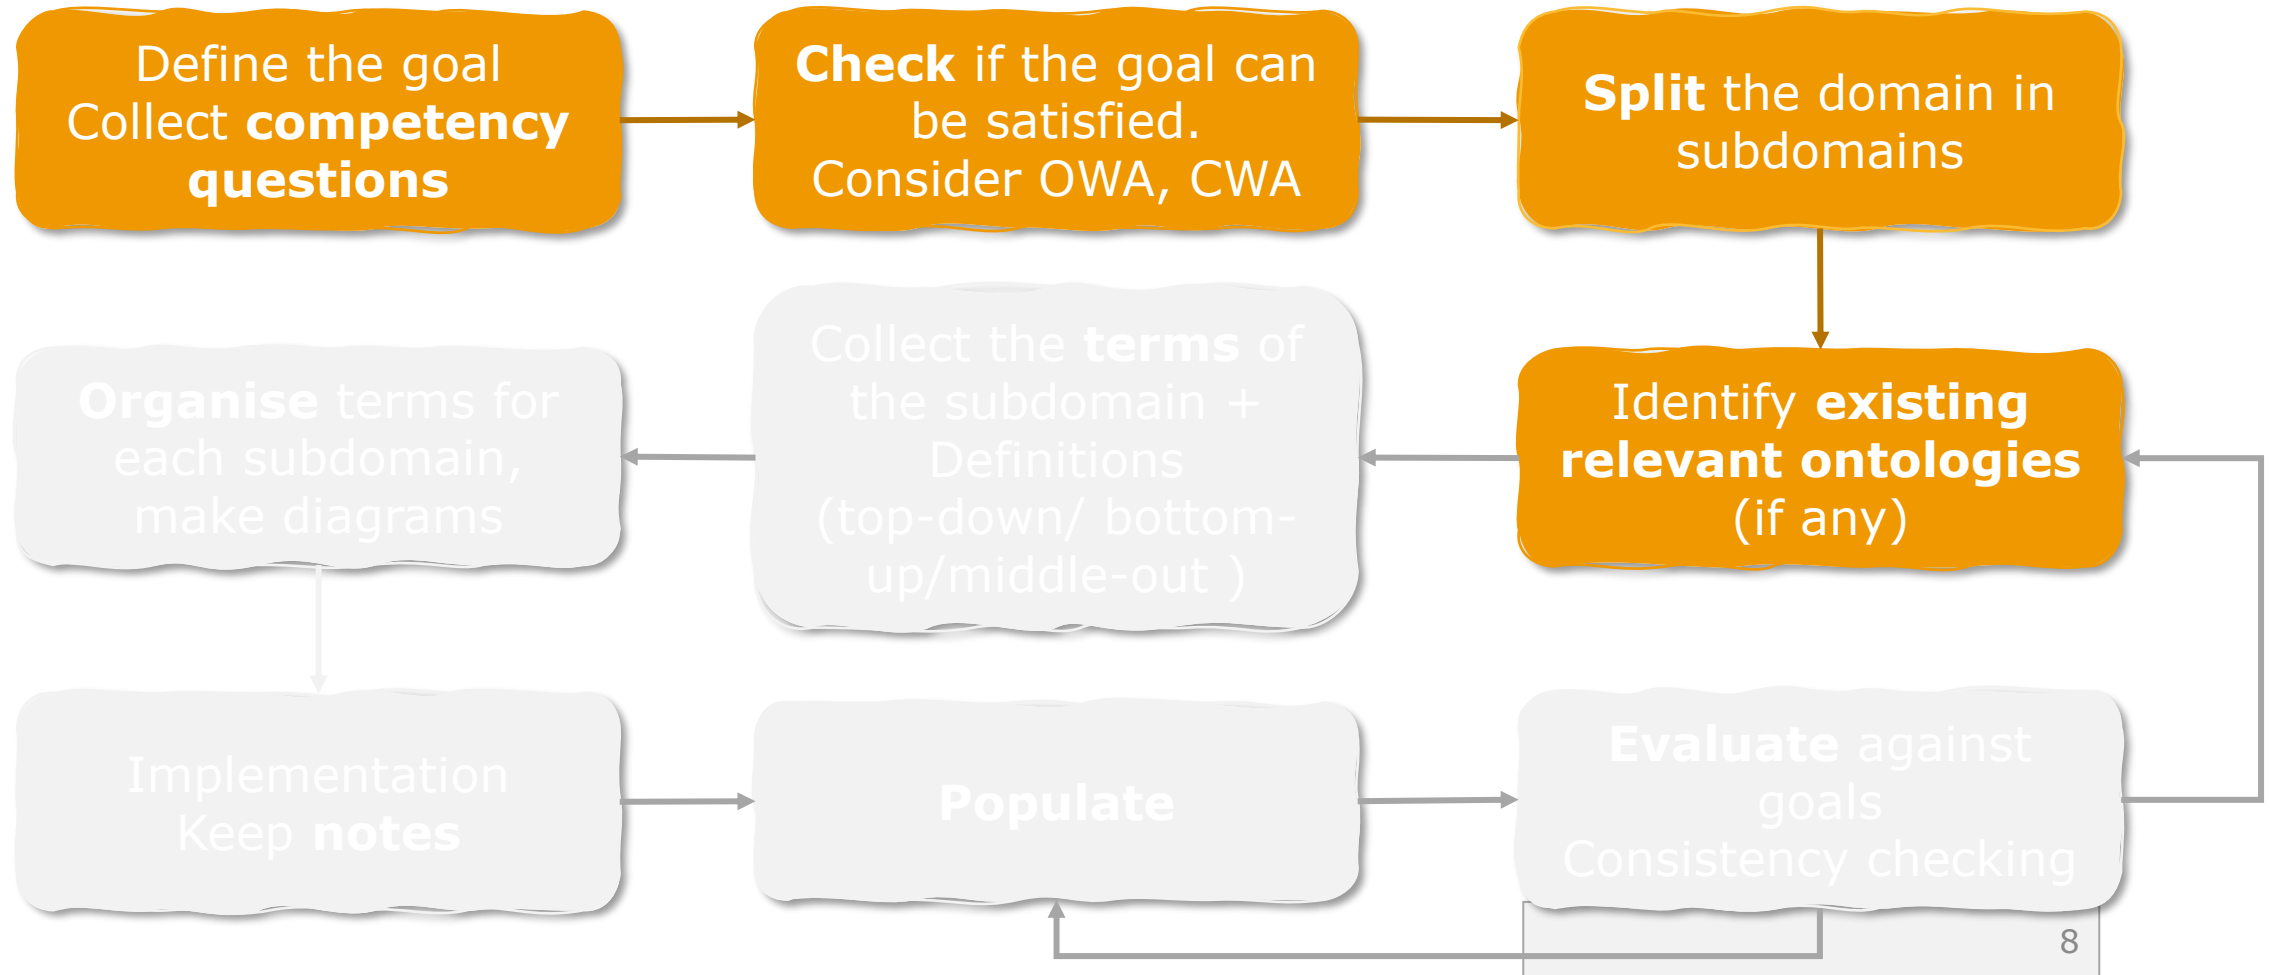 Define the goal
Collect competency
questions
Check if the goal can
be satisfied.
Consider OWA, CWA
Split the domain in
subdomains
Identify existing
relevant ontologies
(if any)
Collect the terms of
the subdomain +
Definitions
(top-down/ bottom-
up/middle-out )
Organise terms for
each subdomain,
make diagrams
Implementation
Keep notes
Populate
Evaluate against
goals
Consistency checking
8